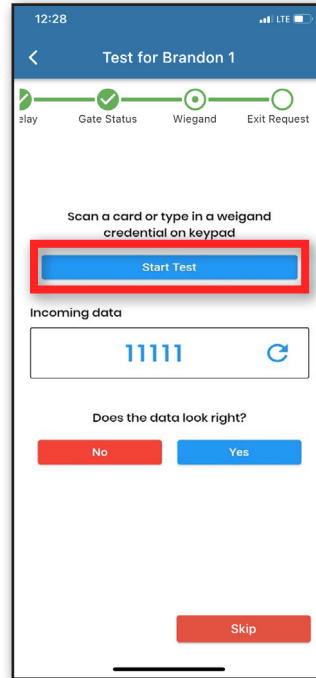 12:28
LTE
Test for Brandon 1
elay Gate Status Wiegand Exit Request
Scan a card or type in a weigand
credential on keypad
Start Test
Incoming data
11111
Does the data look right?
No Yes
Skip